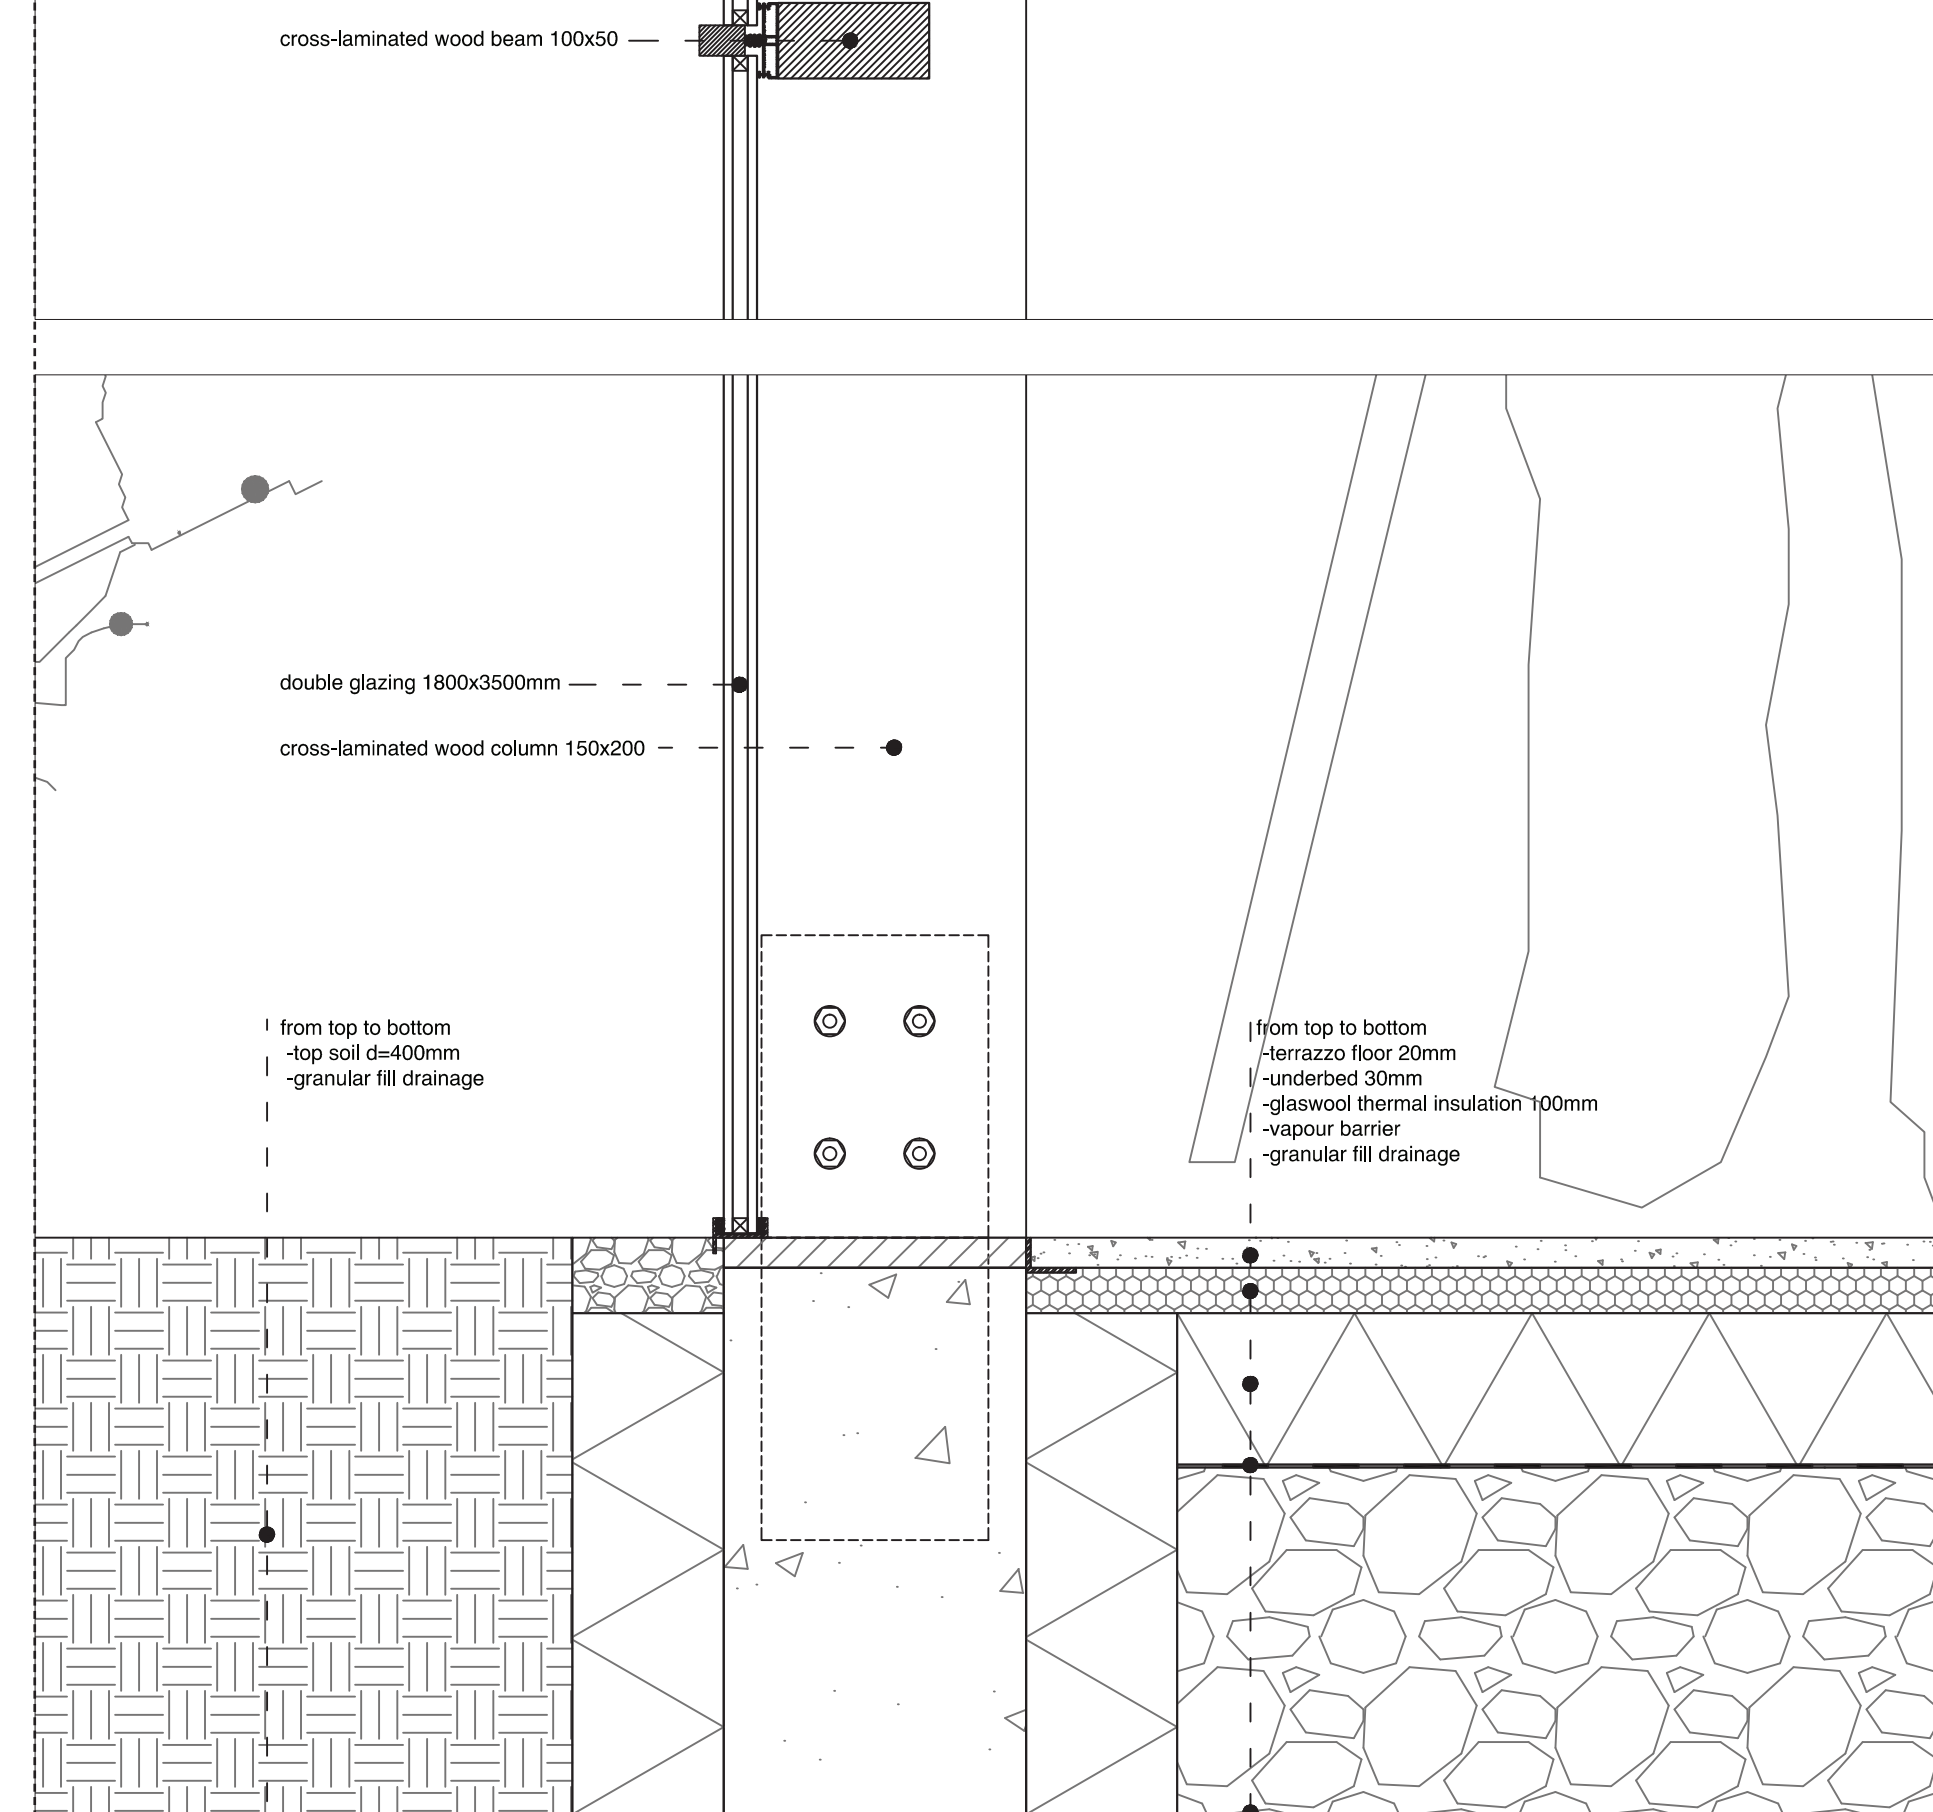 cross-laminated wood beam 100x50
double glazing 1800x3500mm
cross-laminated wood column 150x200
from top to bottom
-top soil d=400mm
-granular fill drainage
from top to bottom
-terrazzo floor 20mm
-underbed 30mm
-glaswool thermal insulation 100mm
-vapour barrier
-granular fill drainage